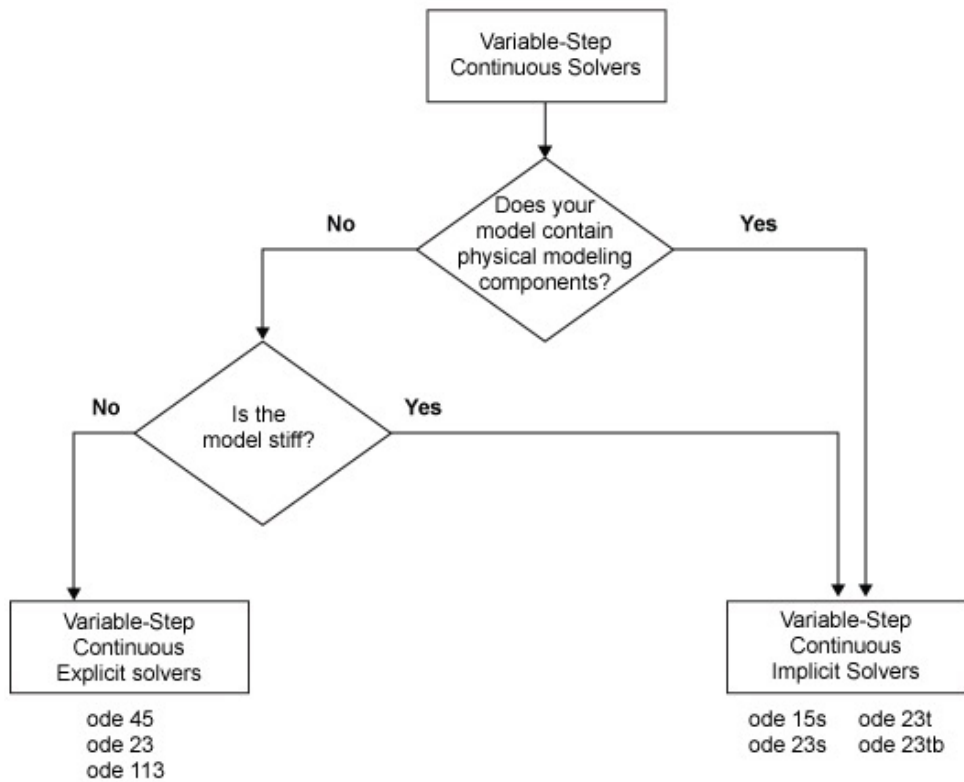 Variable-Step
Continuous Solvers
Does your
model contain
physical modeling
components?
No
Yes
Is the
model stiff?
No
Yes
Variable-Step
Continuous
Explicit solvers
ode 45
ode 23
ode 113
Variable-Step
Continuous
Implicit Solvers
ode 15s ode 23t
ode 23s ode 23tb